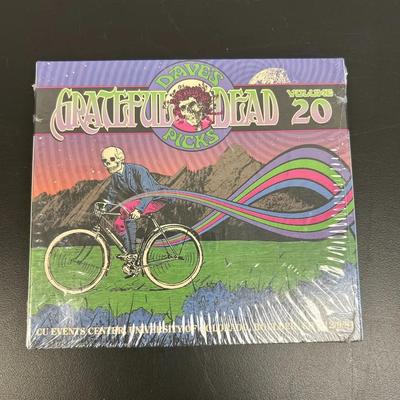 DAVE'S
GRATEFUL DEAD
VOLUME
20
PICKS
CU EVENTS CENTER, UNIVERSITY OF COLORADO, BOULDER, CO